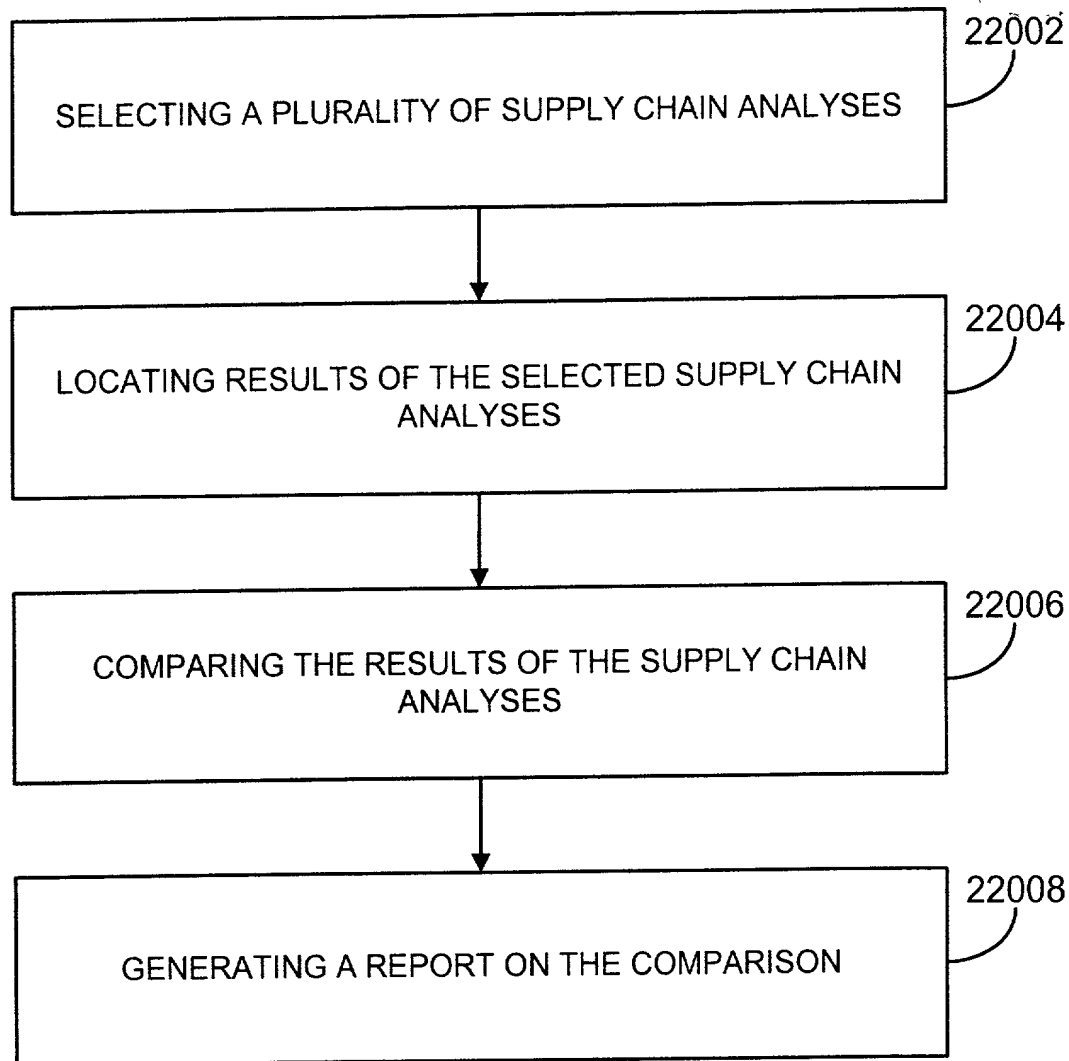 22002
SELECTING A PLURALITY OF SUPPLY CHAIN ANALYSES
22004
LOCATING RESULTS OF THE SELECTED SUPPLY CHAIN
ANALYSES
22006
COMPARING THE RESULTS OF THE SUPPLY CHAIN
ANALYSES
22008
GENERATING A REPORT ON THE COMPARISON